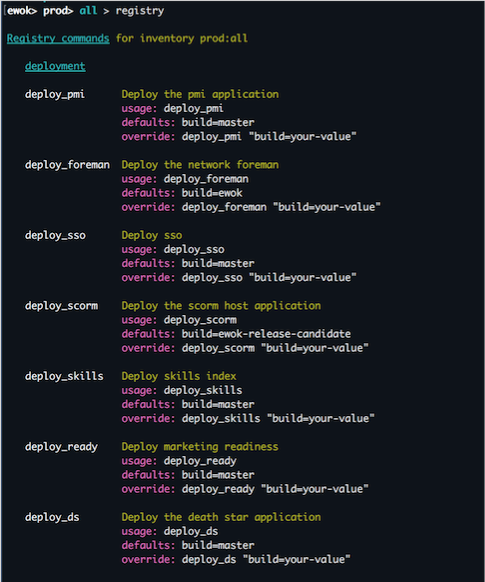 [ewok> prod> all > registry
Registry commands for inventory prod:all
deployment
deploy_pmi Deploy the pmi application
usage: deploy_pmi
defaults: build=master
override: deploy_pmi "build=your-value"
deploy_foreman Deploy the network foreman
usage: deploy_foreman
defaults: build=ewok
override: deploy_foreman "build=your-value"
deploy_sso Deploy sso
usage: deploy_sso
defaults: build=master
override: deploy_sso "build=your-value"
deploy_scorm Deploy the scorm host application
usage: deploy_scorm
defaults: build=ewok-release-candidate
override: deploy_scorm "build=your-value"
deploy_skills Deploy skills index
usage: deploy_skills
defaults: build=master
override: deploy_skills "build=your-value"
deploy_ready Deploy marketing readiness
usage: deploy_ready
defaults: build=master
override: deploy_ready "build=your-value"
deploy_ds Deploy the death star application
usage: deploy_ds
defaults: build=master
override: deploy_ds "build=your-value"